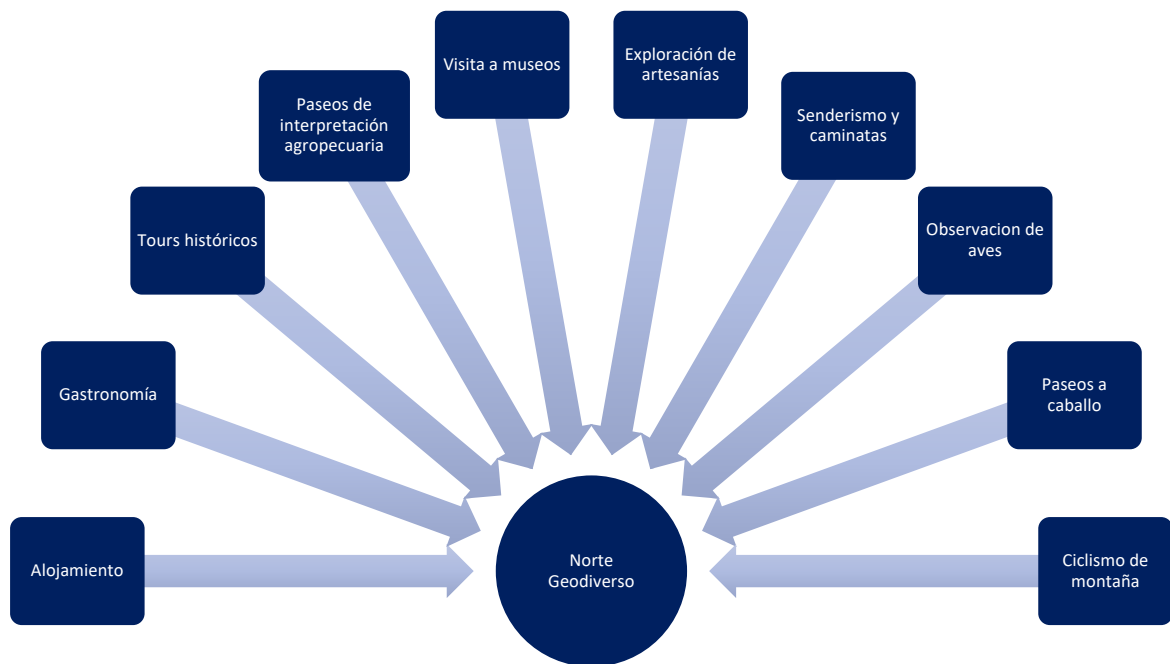 Visita a museos
Exploración de
artesanías
Paseos de
interpretación
agropecuaria
Senderismo y
caminatas
Tours históricos
Observacion de
aves
Gastronomía
Paseos a
caballo
Alojamiento
Norte
Geodiverso
Ciclismo de
montaña